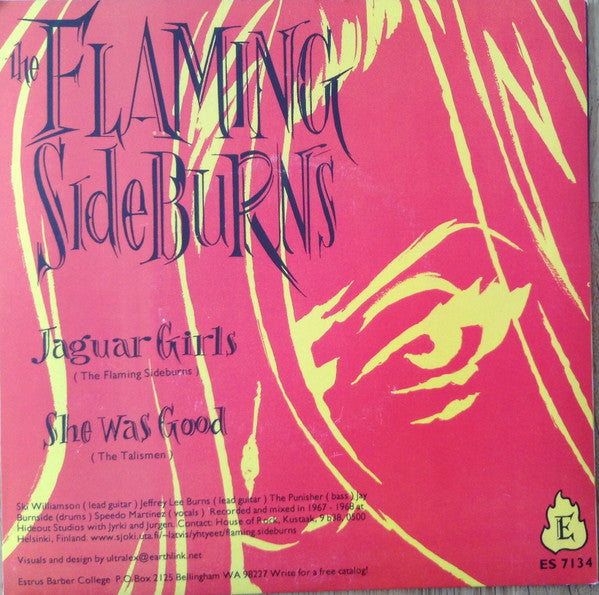 the FLAMING
SideBURNS
Jaguar Girls
( The Flaming Sideburns )
She Was Good
( The Talismen )
Ski Williamson ( lead guitar ) Jeffrey Lee Burns ( lead guitar ) The Punisher ( bass ) Jay
Burnside (drums ) Speedo Martinez ( vocals ) Recorded and mixed in 1967 - 1968 at
Hideout Studios with Jyrki and Jurgen. Contact: House of Rock, Kustaak, 9 b38, 0500
Helsinki, Finland. www.sjoki.uta.fi/~latvis/yhtyeet/flaming sideburns
Visuals and design by ultralex@earthlink.net
Estrus Barber College P.O.Box 2125 Bellingham WA 98227 Write for a free catalog!
E
ES 7134